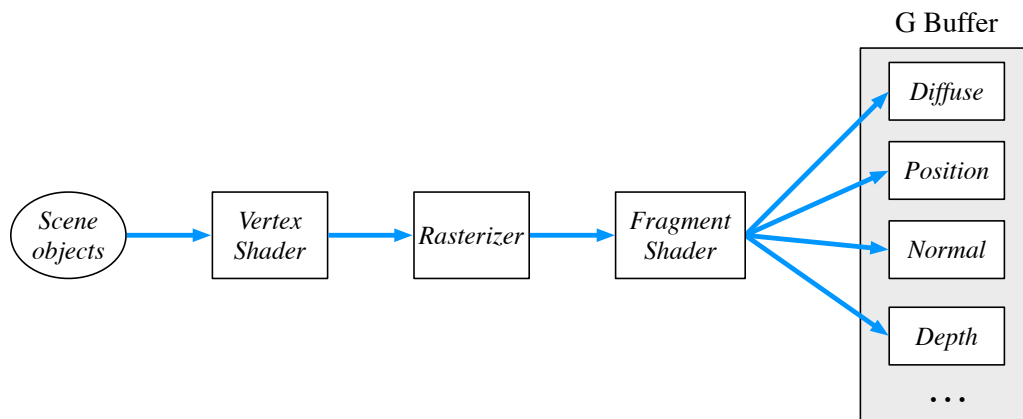 G Buffer
Scene
objects
Vertex
Shader
Rasterizer
Fragment
Shader
Diffuse
Position
Normal
Depth
...